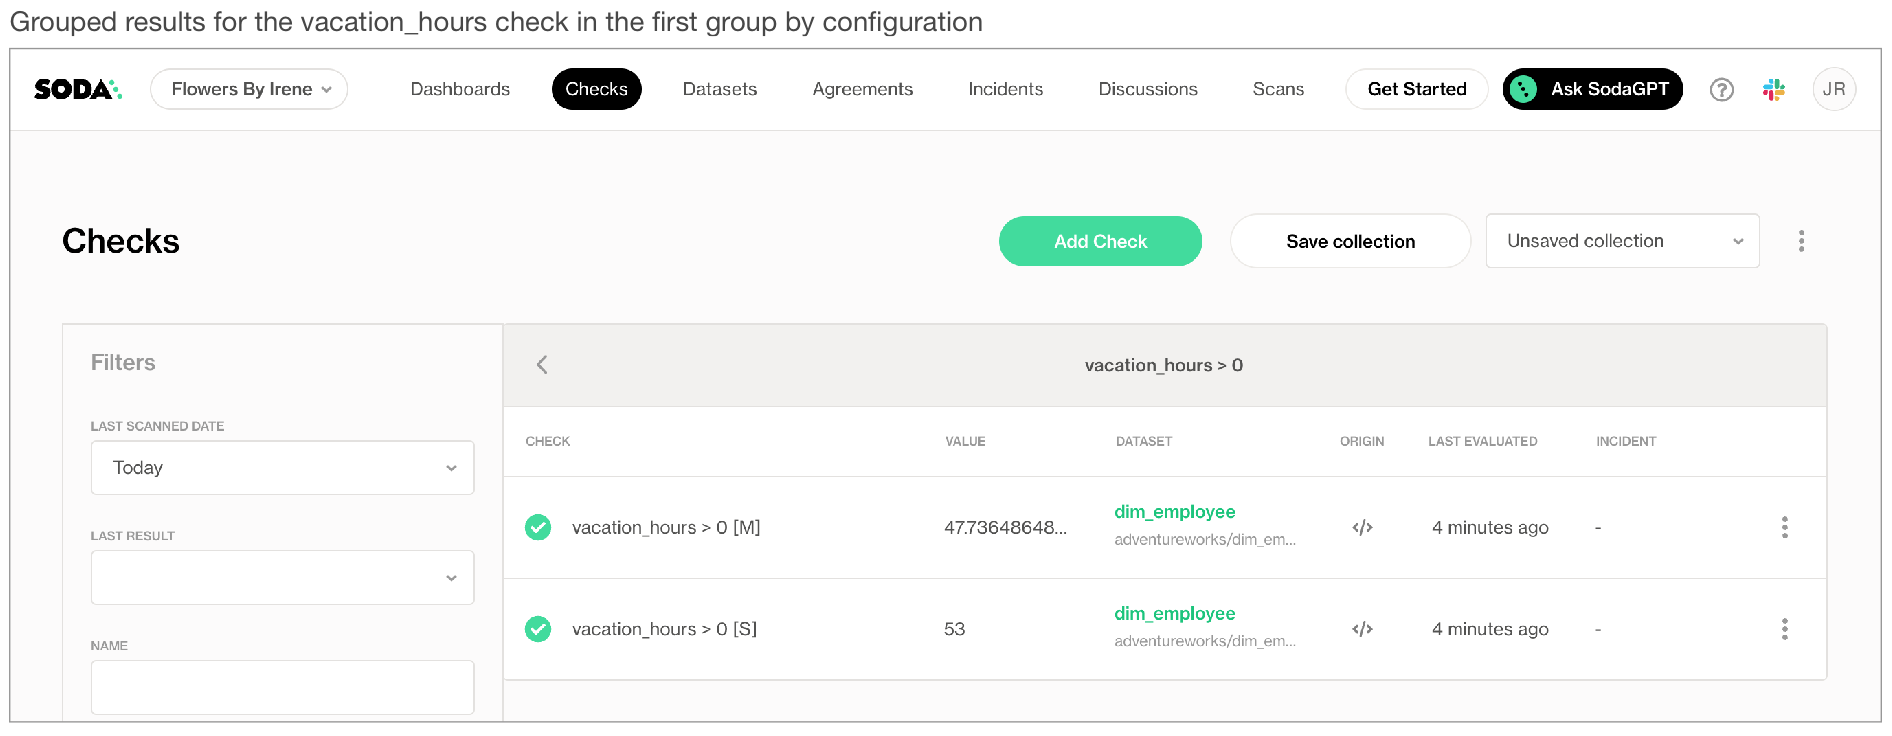 Grouped results for the vacation_hours check in the first group by configuration
SODA Flowers By Irene Dashboards Checks Datasets Agreements Incidents Discussions Scans Get Started Ask SodaGPT ? JR
Checks Add Check Save collection Unsaved collection
Filters
vacation_hours > 0
LAST SCANNED DATE
Today
LAST RESULT
NAME
CHECK VALUE DATASET ORIGIN LAST EVALUATED INCIDENT
vacation_hours > 0 [M] 47.73648648... dim_employee </> 4 minutes ago -
adventureworks/dim_em...
vacation_hours > 0 [S] 53 dim_employee </> 4 minutes ago -
adventureworks/dim_em...